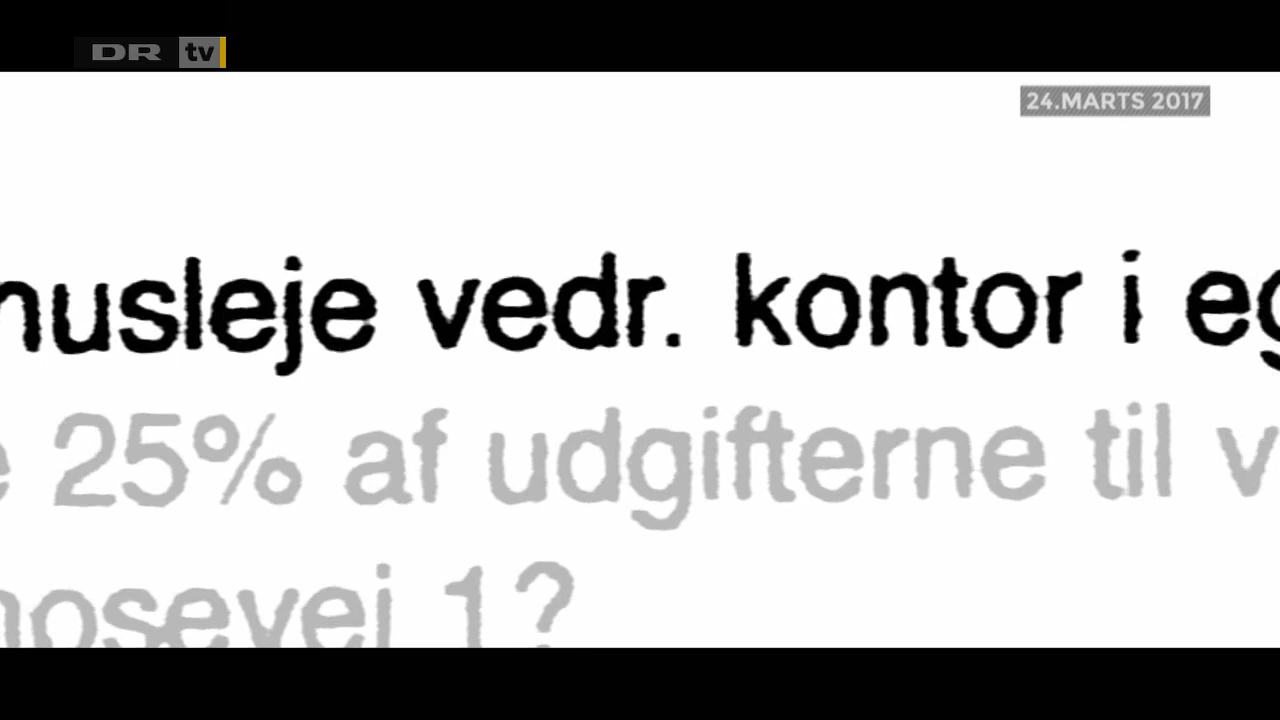 DR tv
24.MARTS 2017
husleje vedr. kontor i eg
e 25% af udgifterne til v
mosevej 1?